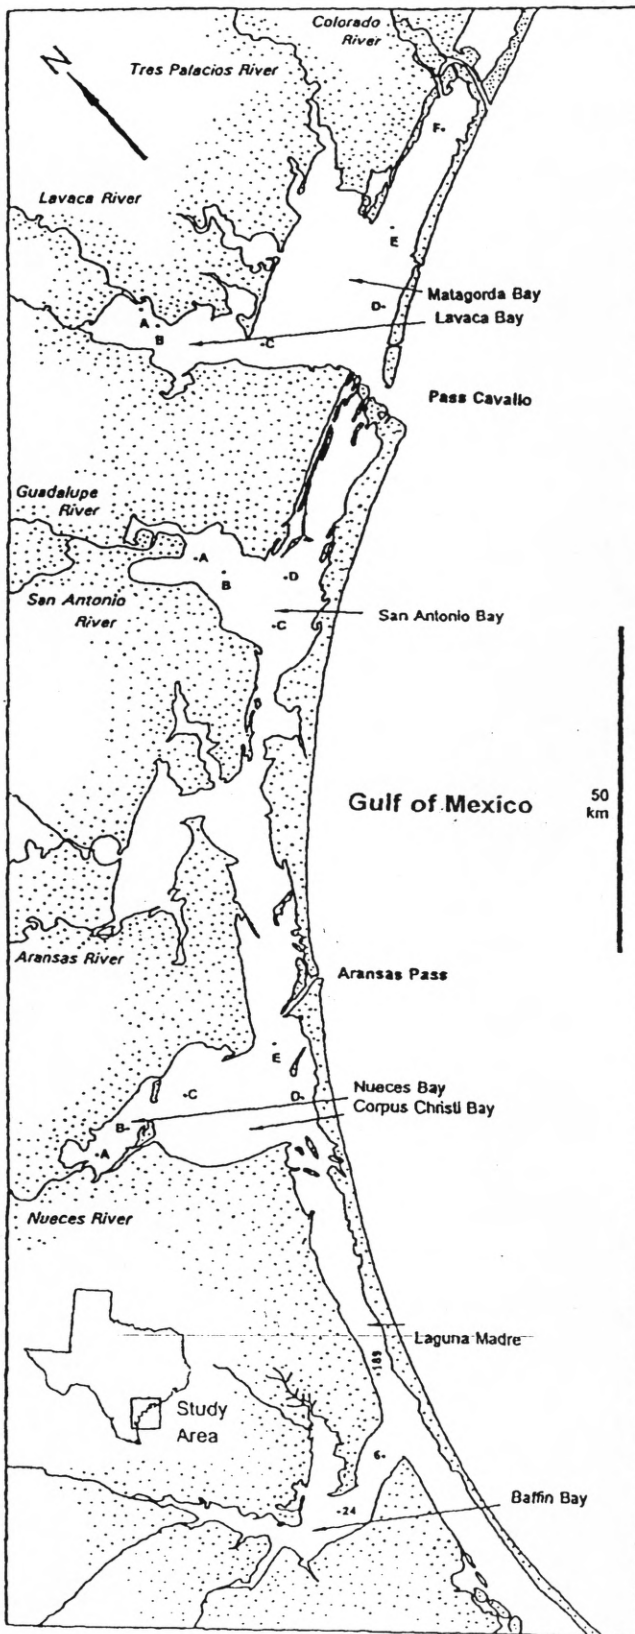 Colorado
River
Tres Palacios River
N
F
Lavaca River
E
Matagorda Bay
D
Lavaca Bay
A
B
C
Pass Cavallo
Guadalupe
River
A
B
D
San Antonio
River
San Antonio Bay
C
Gulf of Mexico
50
km
Aransas River
Aransas Pass
E
Nueces Bay
C
D
Corpus Christi Bay
B
A
Nueces River
Laguna Madre
189
Study
Area
6
Baffin Bay
24